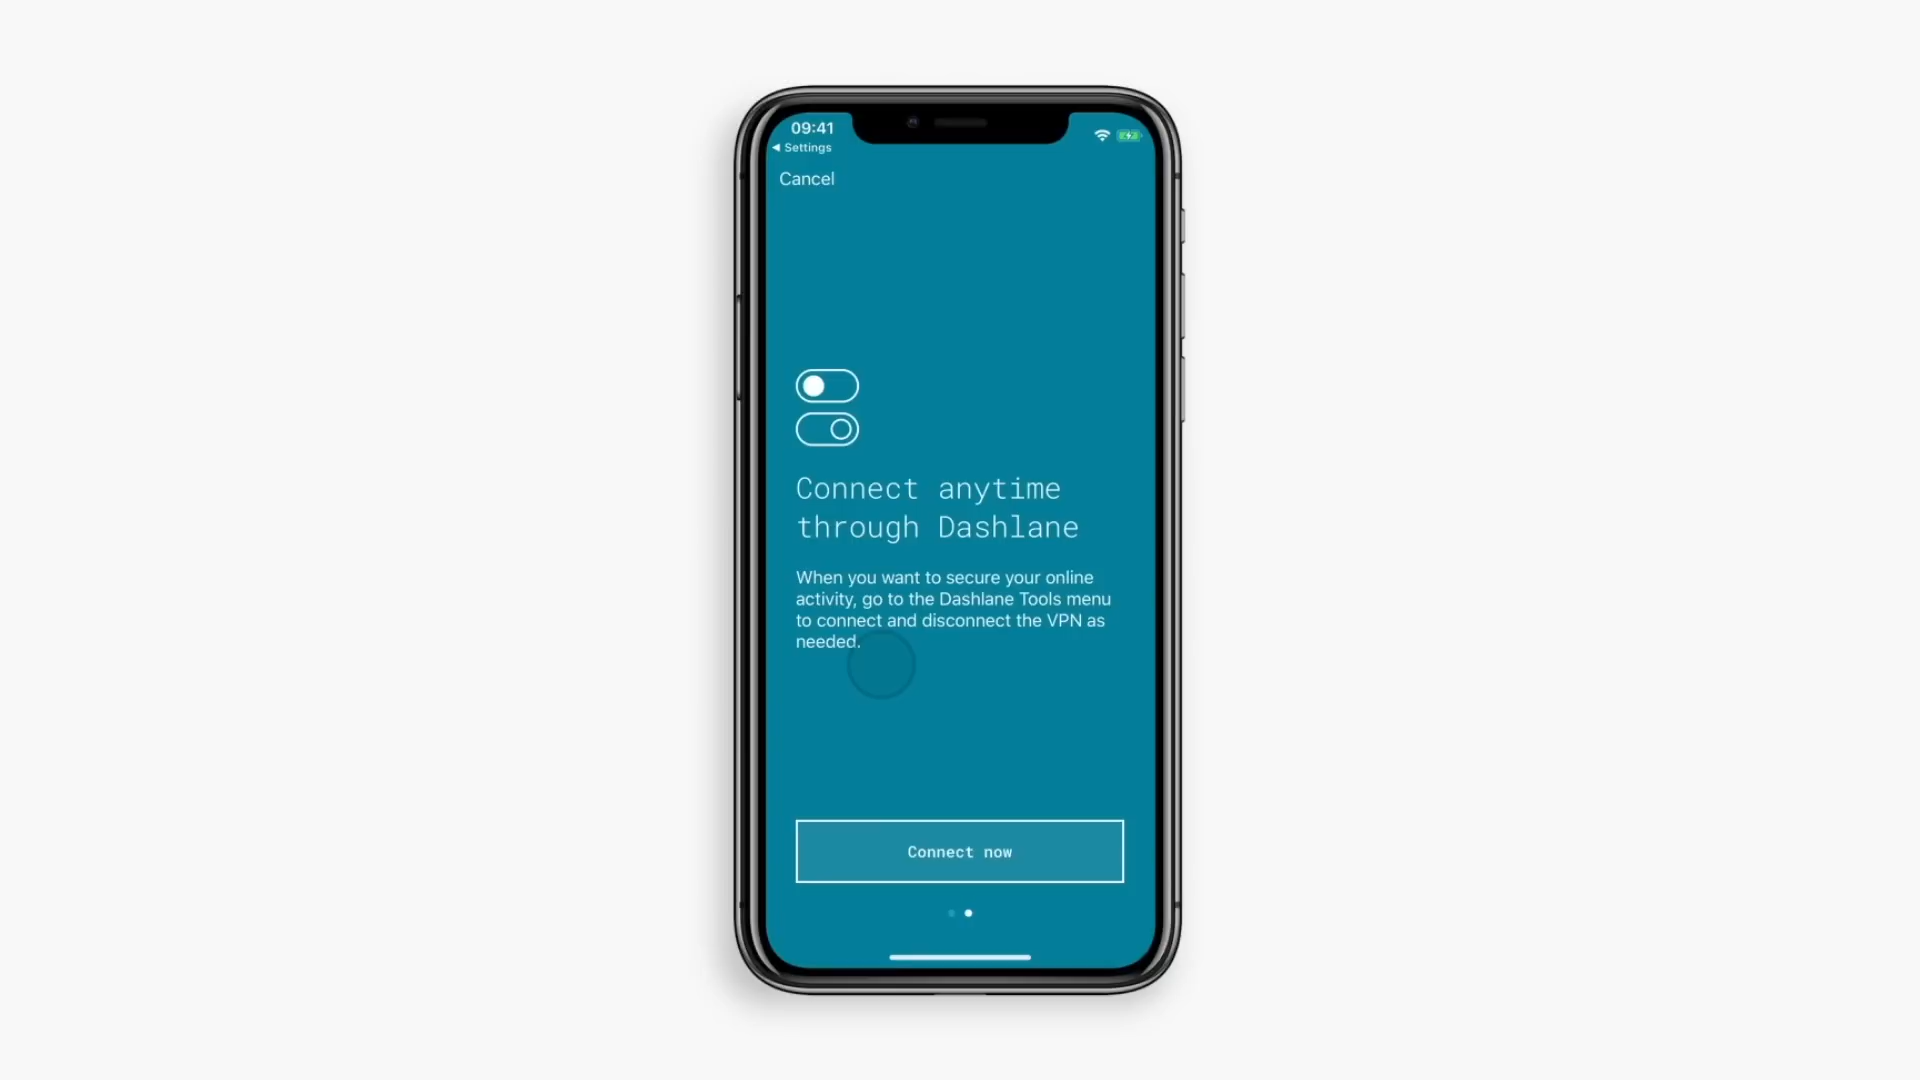 09:41
◀ Settings
Cancel
Connect anytime
through Dashlane
When you want to secure your online
activity, go to the Dashlane Tools menu
to connect and disconnect the VPN as
needed.
Connect now